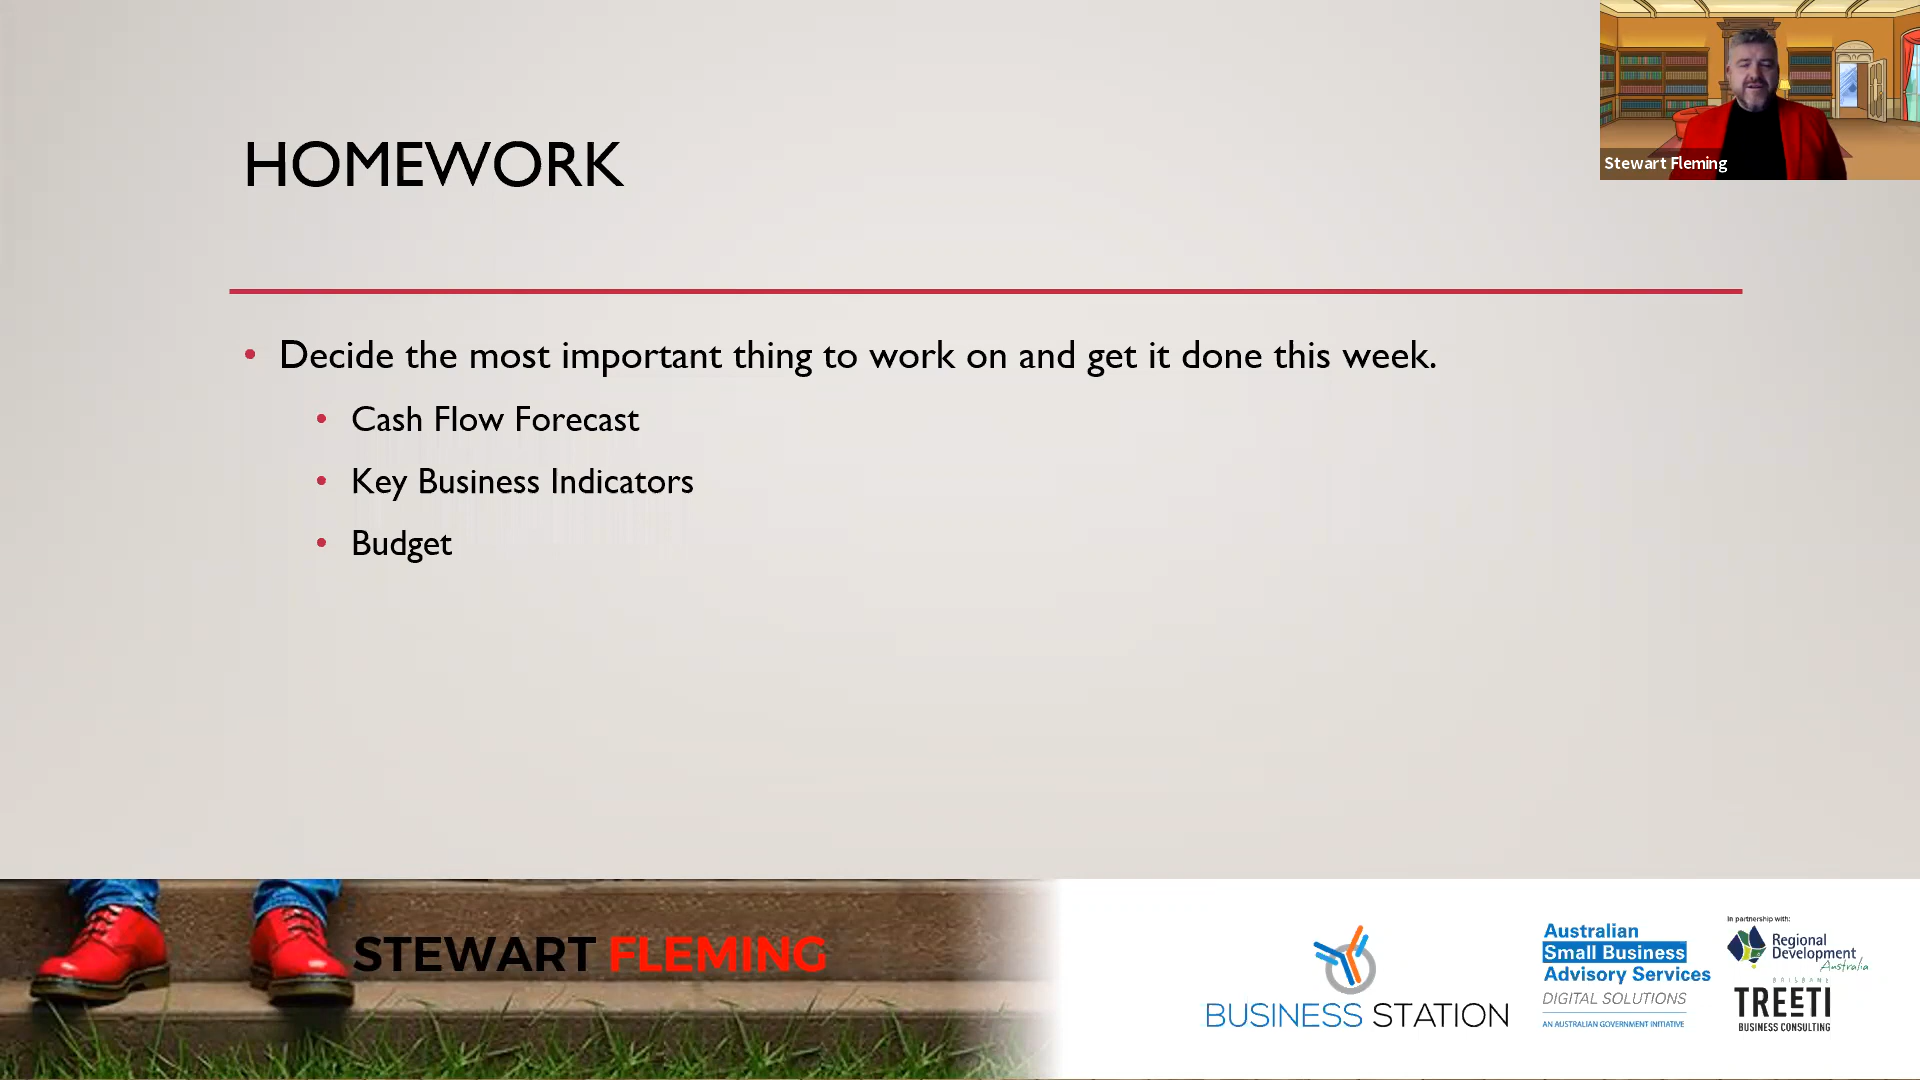 HOMEWORK
Stewart Fleming
• Decide the most important thing to work on and get it done this week.
• Cash Flow Forecast
• Key Business Indicators
• Budget
STEWART FLEMING
BUSINESS STATION
Australian
Small Business
Advisory Services
DIGITAL SOLUTIONS
AN AUSTRALIAN GOVERNMENT INITIATIVE
In partnership with:
Regional
Development
Australia
BRISBANE
TREETI
BUSINESS CONSULTING